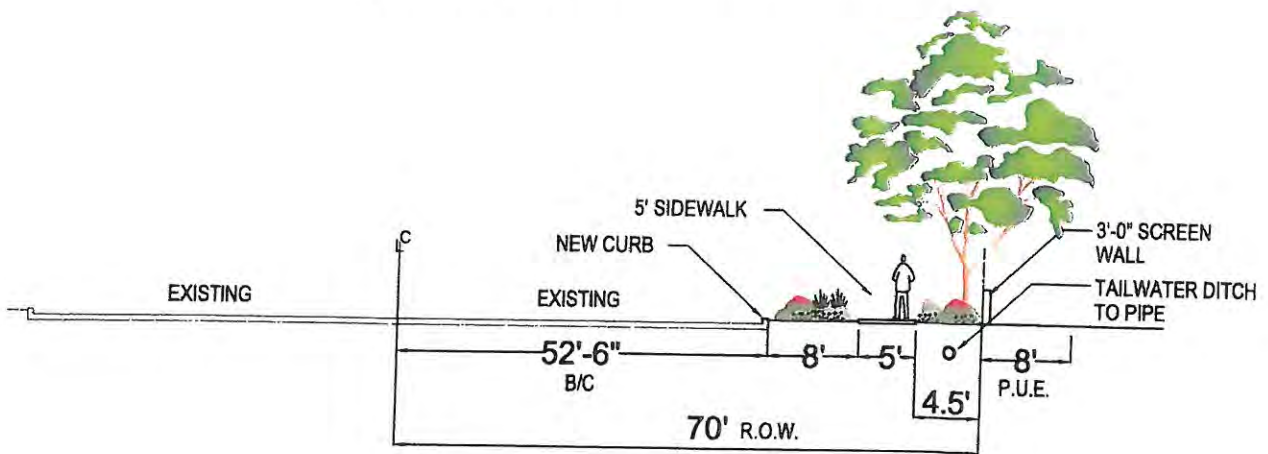 5' SIDEWALK
NEW CURB
3'-0" SCREEN
WALL
TAILWATER DITCH
TO PIPE
C
L
EXISTING
EXISTING
52'-6"
B/C
8'
5'
4.5'
8'
P.U.E.
70' R.O.W.